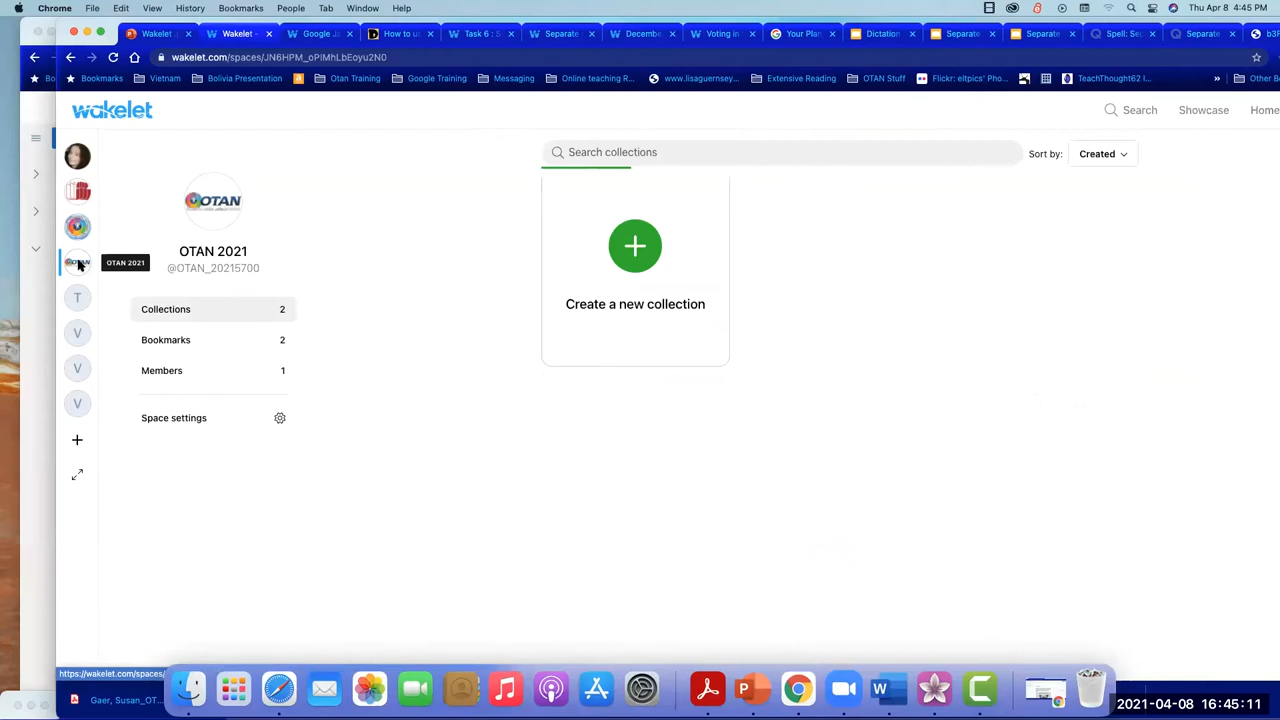 Chrome File Edit View History Bookmarks People Tab Window Help Thu Apr 8 4:45 PM
Wakelet Wakelet - Google Ja How to u Task 6 : S Separate Decembe Voting in Your Plan Dictation Separate Separate Spell: Se Separate b3F
wakelet.com/spaces/JN6HPM_oPIMhLbEoyu2N0
Bo Bookmarks Vietnam Bolivia Presentation Otan Training Google Training Messaging Online teaching R... www.lisaguernsey... Extensive Reading OTAN Stuff Flickr: eltpics' Pho... TeachThought62 I... » Other B
wakelet
Search Showcase Home
Search collections
Sort by: Created
OTAN
OTAN 2021
@OTAN_20215700
OTAN 2021
Collections 2
Bookmarks 2
Members 1
Space settings
Create a new collection
T
V
V
V
https://wakelet.com/spaces/
Gaer, Susan_OT...
2021-04-08 16:45:11